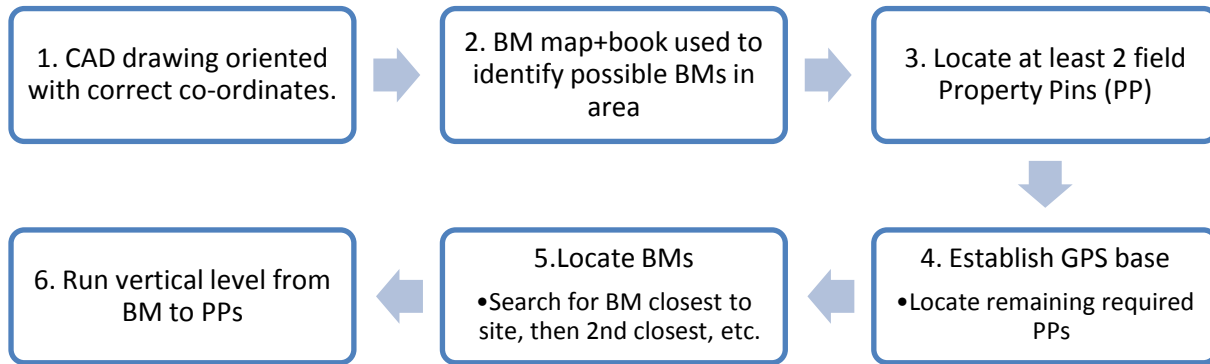 1. CAD drawing oriented
with correct co-ordinates.
2. BM map+book used to
identify possible BMs in
area
3. Locate at least 2 field
Property Pins (PP)
4. Establish GPS base
•Locate remaining required
PPs
5.Locate BMs
•Search for BM closest to
site, then 2nd closest, etc.
6. Run vertical level from
BM to PPs